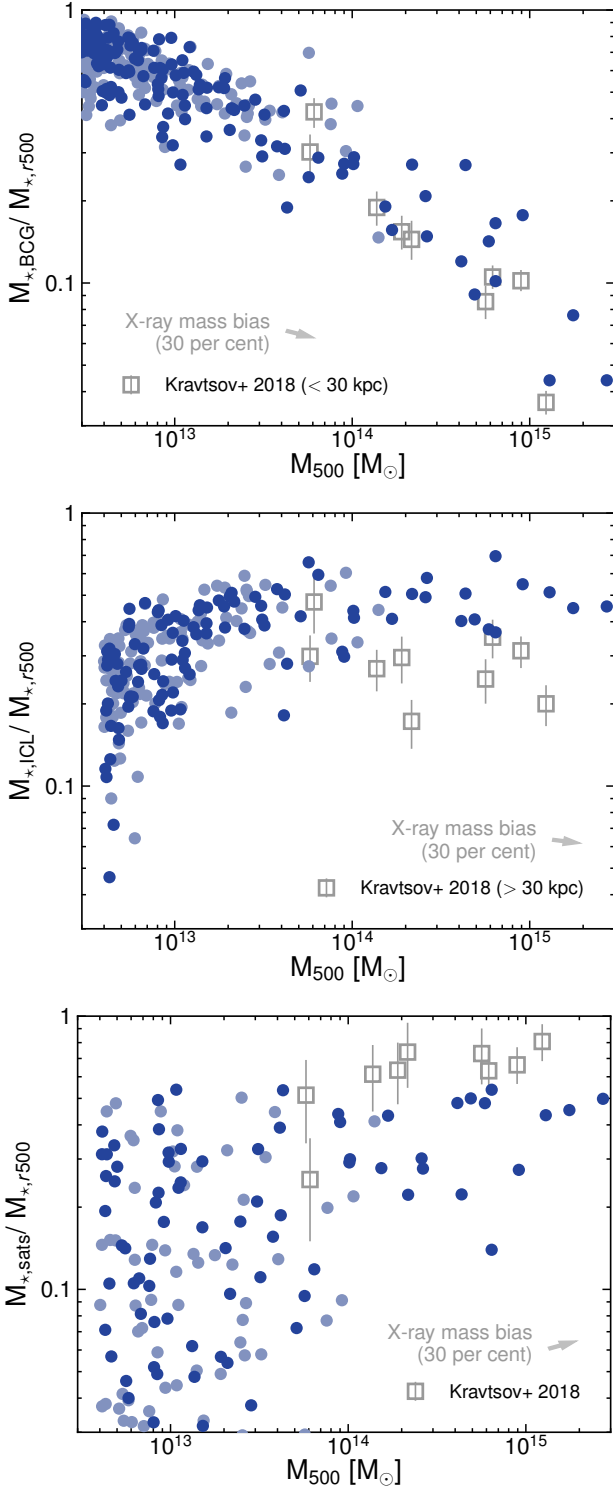 1
M⋆,BCG/ M⋆,r500
0.1
X-ray mass bias
(30 per cent)
Kravtsov+ 2018 (< 30 kpc)
10¹³
10¹⁴
10¹⁵
M₅₀₀ [M☉]
1
M⋆,ICL/ M⋆,r500
0.1
X-ray mass bias
(30 per cent)
Kravtsov+ 2018 (> 30 kpc)
10¹³
10¹⁴
10¹⁵
M₅₀₀ [M☉]
1
M⋆,sats/ M⋆,r500
0.1
X-ray mass bias
(30 per cent)
Kravtsov+ 2018
10¹³
10¹⁴
10¹⁵
M₅₀₀ [M☉]